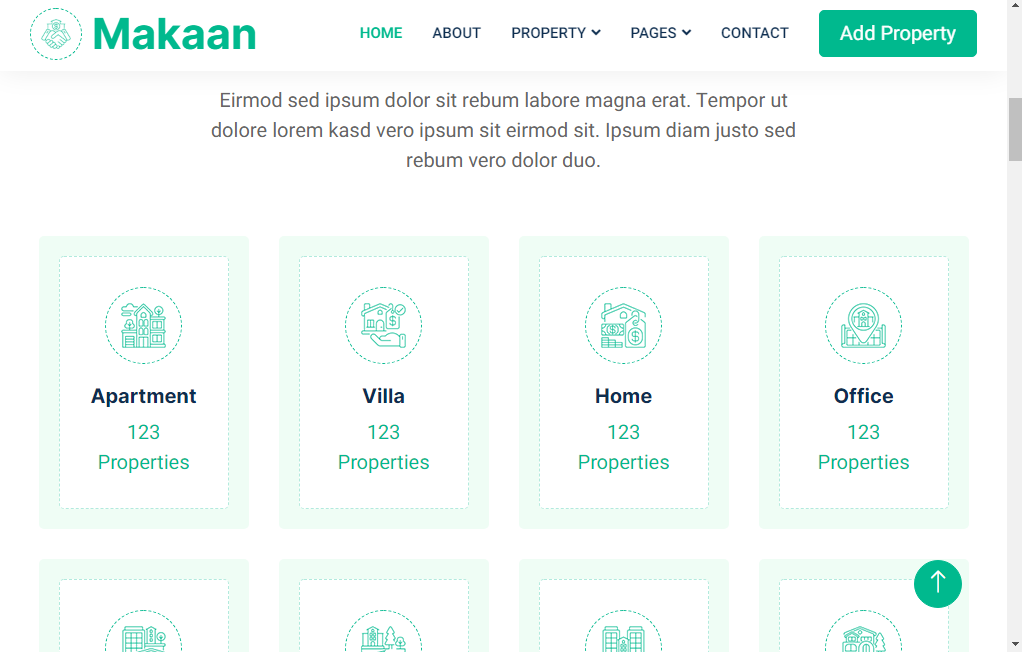 Makaan
HOME
ABOUT
PROPERTY
PAGES
CONTACT
Add Property
Eirmod sed ipsum dolor sit rebum labore magna erat. Tempor ut
dolore lorem kasd vero ipsum sit eirmod sit. Ipsum diam justo sed
rebum vero dolor duo.
Apartment
123
Properties
Villa
123
Properties
Home
123
Properties
Office
123
Properties